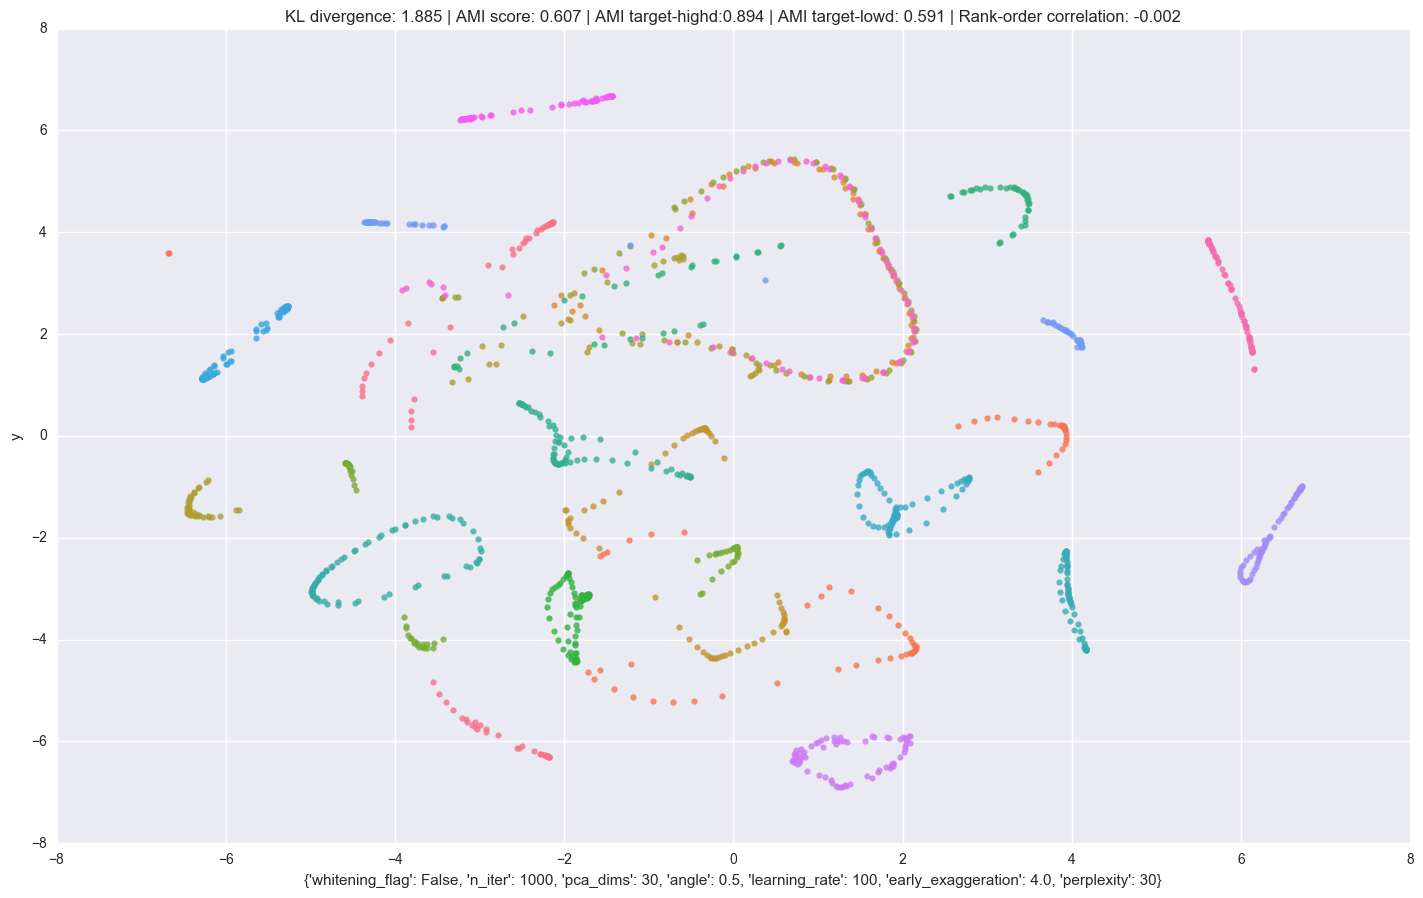 KL divergence: 1.885 | AMI score: 0.607 | AMI target-highd:0.894 | AMI target-lowd: 0.591 | Rank-order correlation: -0.002
8
6
4
2
0
−2
−4
−6
−8
y
−8 −6 −4 −2 0 2 4 6 8
{'whitening_flag': False, 'n_iter': 1000, 'pca_dims': 30, 'angle': 0.5, 'learning_rate': 100, 'early_exaggeration': 4.0, 'perplexity': 30}